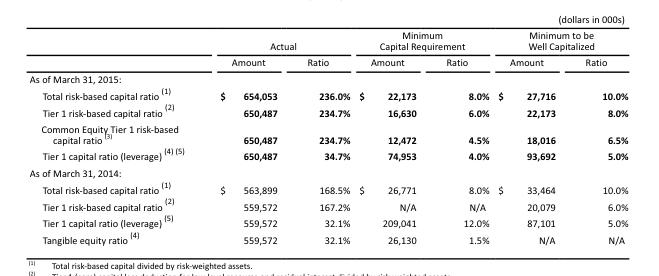 (dollars in 000s)
Minimum Minimum to be
Actual Capital Requirement Well Capitalized
Amount Ratio Amount Ratio Amount Ratio
As of March 31, 2015:
Total risk-based capital ratio (1) $ 654,053 236.0% $ 22,173 8.0% $ 27,716 10.0%
Tier 1 risk-based capital ratio (2) 650,487 234.7% 16,630 6.0% 22,173 8.0%
Common Equity Tier 1 risk-based
capital ratio (3) 650,487 234.7% 12,472 4.5% 18,016 6.5%
Tier 1 capital ratio (leverage) (4) (5) 650,487 34.7% 74,953 4.0% 93,692 5.0%
As of March 31, 2014:
Total risk-based capital ratio (1) $ 563,899 168.5% $ 26,771 8.0% $ 33,464 10.0%
Tier 1 risk-based capital ratio (2) 559,572 167.2% N/A N/A 20,079 6.0%
Tier 1 capital ratio (leverage) (5) 559,572 32.1% 209,041 12.0% 87,101 5.0%
Tangible equity ratio (4) 559,572 32.1% 26,130 1.5% N/A N/A
(1) Total risk-based capital divided by risk-weighted assets.
(2)